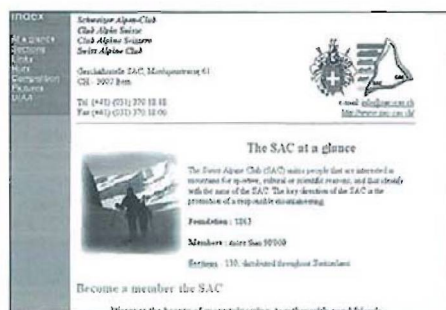 INDEX
At a glance
Sections
Links
Huts
Competition
Pictures
UIAA
Schweizer Alpen-Club
Club Alpin Suisse
Club Alpino Svizzero
Swiss Alpine Club
Geschäftsstelle SAC, Monbijoustrasse 61
CH - 3007 Bern
Tel (+41) (031) 370 18 18
Fax (+41) (031) 370 18 00
e-mail
http://www.sac-cas.ch/
The SAC at a glance
The Swiss Alpine Club (SAC) unites people that are interested in
mountains for sportive, cultural or scientific reasons, and that identify
with the aims of the SAC. The key direction of the SAC is the
promotion of a responsible mountaineering.
Foundation : 1863
Members : more than 90'000
Sections : 110, distributed throughout Switzerland
Become a member the SAC